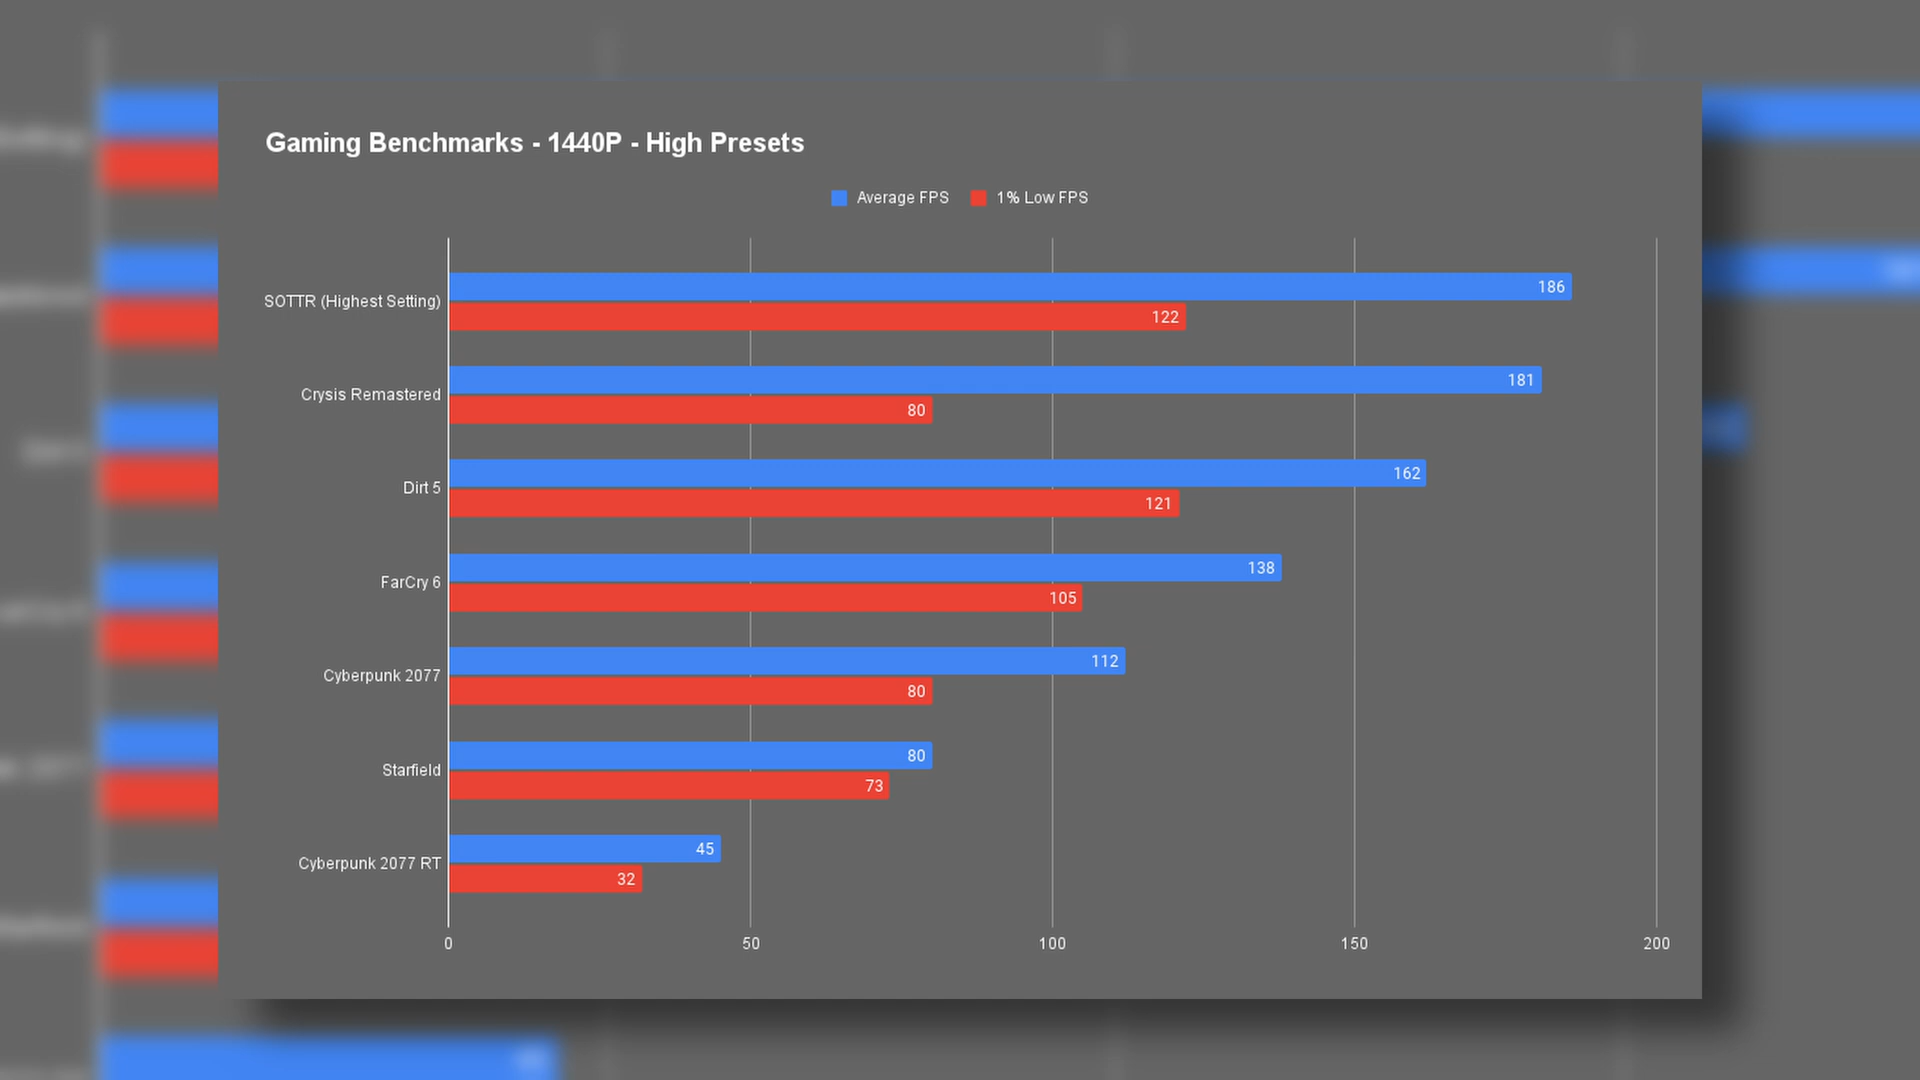 Gaming Benchmarks - 1440P - High Presets
Average FPS 1% Low FPS
SOTTR (Highest Setting) 186
122
Crysis Remastered 181
80
Dirt 5 162
121
FarCry 6 138
105
Cyberpunk 2077 112
80
Starfield 80
73
Cyberpunk 2077 RT 45
32
0 50 100 150 200